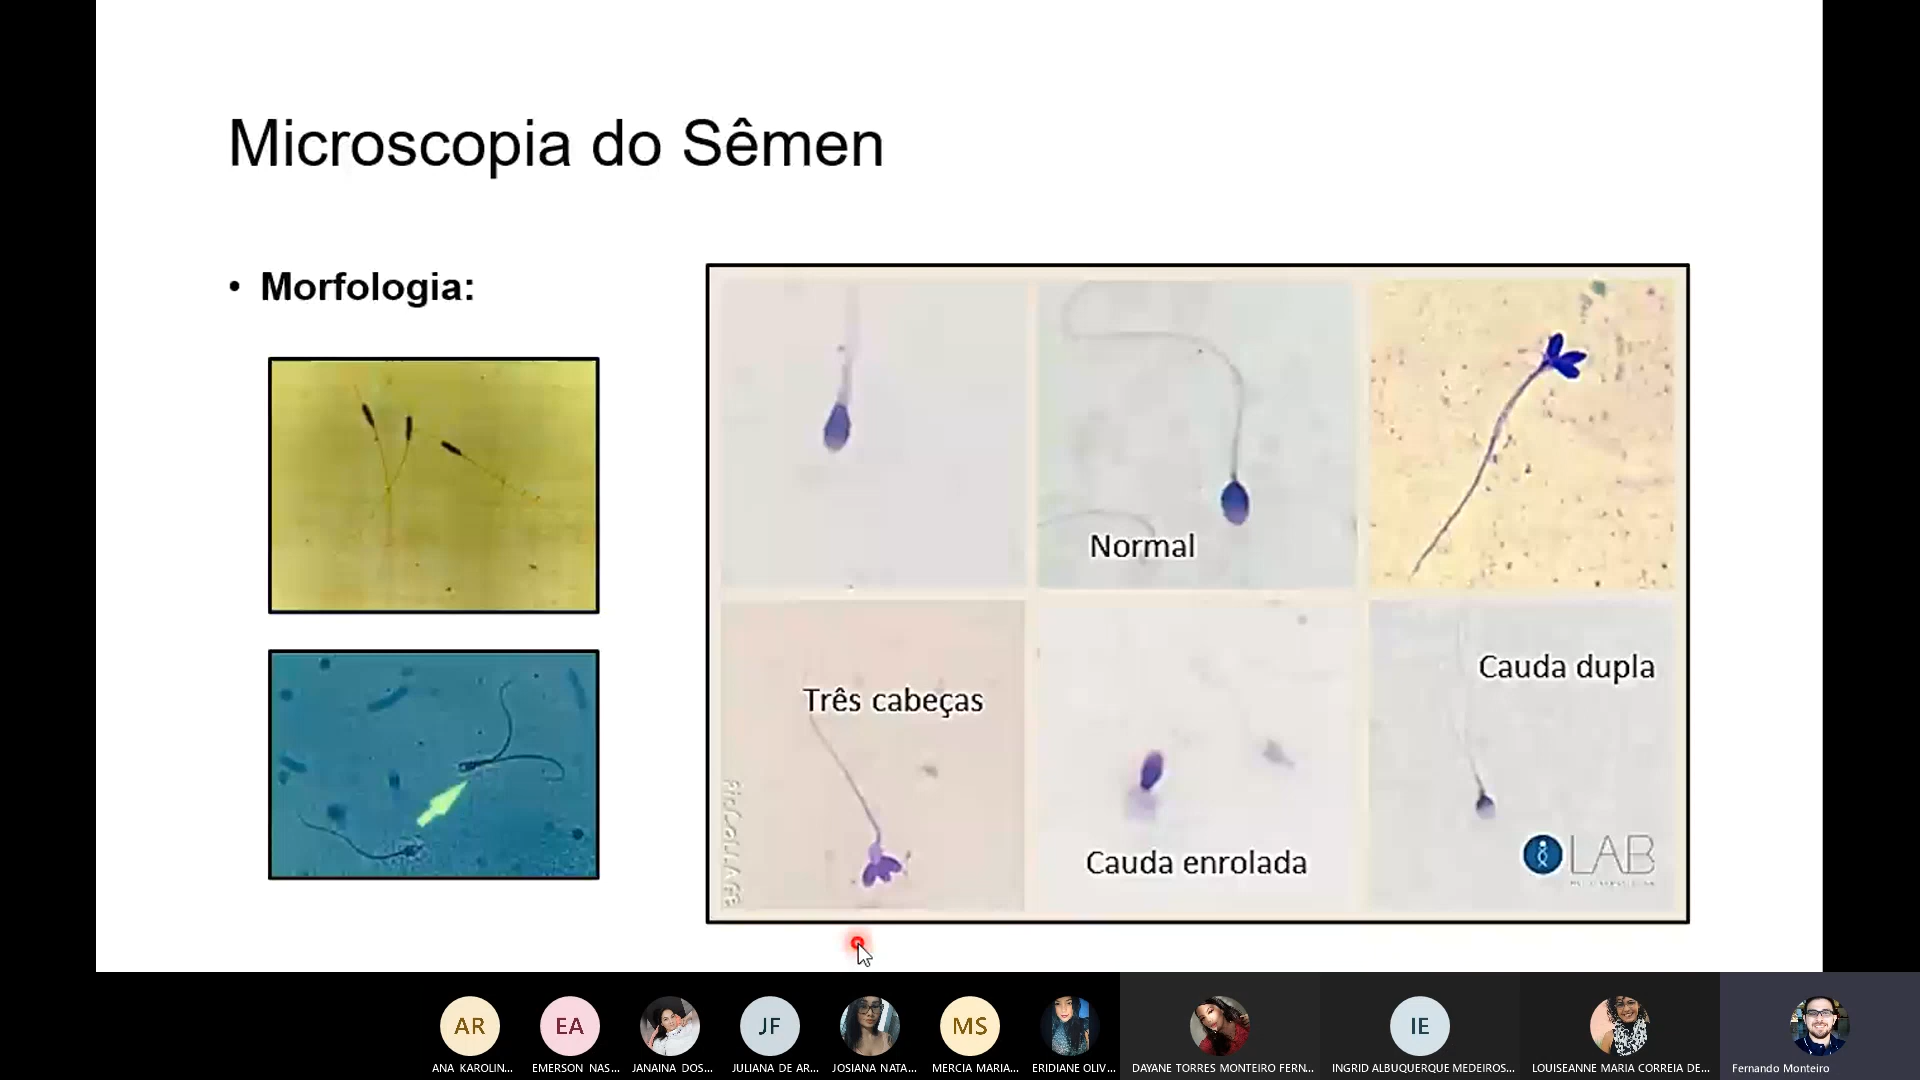 Microscopia do Sêmen
• Morfologia:
Normal
Três cabeças
Cauda enrolada
Cauda dupla
LAB
AR
EA
JF
MS
IE
ANA KAROLIN...
EMERSON NAS...
JANAINA DOS...
JULIANA DE AR...
JOSIANA NATA...
MERCIA MARIA...
ERIDIANE OLIV...
DAYANE TORRES MONTEIRO FERN...
INGRID ALBUQUERQUE MEDEIROS...
LOUISEANNE MARIA CORREIA DE...
Fernando Monteiro